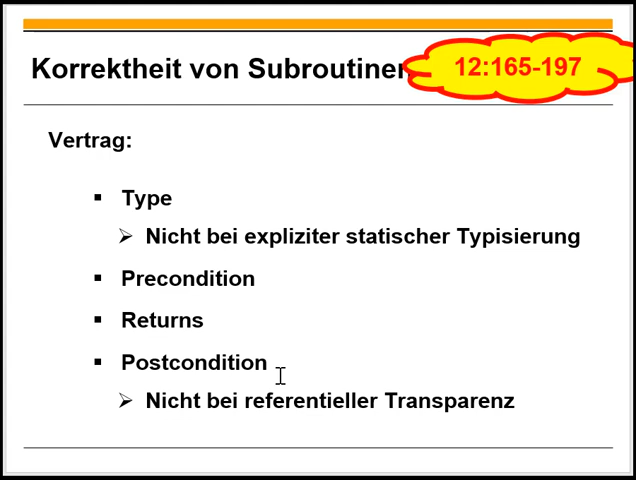 Korrektheit von Subroutinen
12:165-197
Vertrag:
Type
Nicht bei expliziter statischer Typisierung
Precondition
Returns
Postcondition
Nicht bei referentieller Transparenz